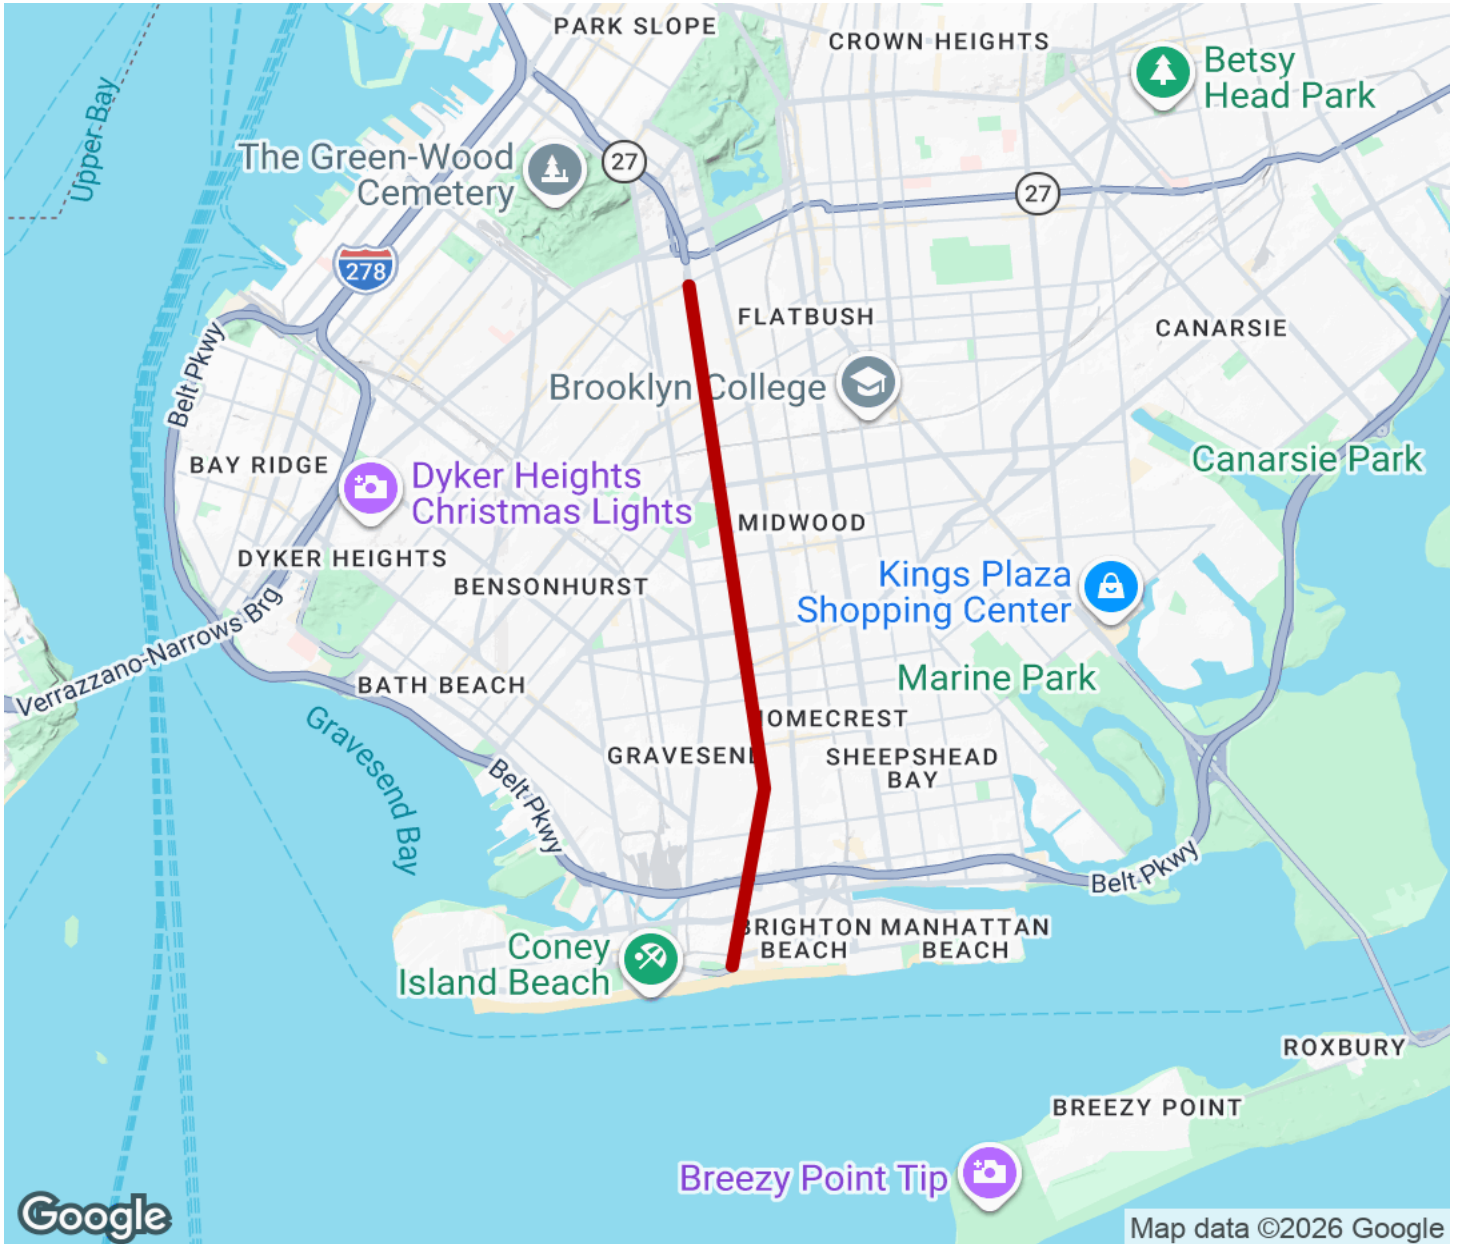 PARK SLOPE
CROWN HEIGHTS
Betsy
Head Park
Upper Bay
The Green-Wood
Cemetery
27
27
278
FLATBUSH
CANARSIE
Belt Pkwy
Brooklyn College
BAY RIDGE
Dyker Heights
Christmas Lights
Canarsie Park
MIDWOOD
DYKER HEIGHTS
BENSONHURST
Kings Plaza
Shopping Center
Verrazzano-Narrows Brg
BATH BEACH
Marine Park
Gravesend Bay
HOMECREST
GRAVESEND
SHEEPSHEAD
BAY
Belt Pkwy
Belt Pkwy
BRIGHTON
BEACH
MANHATTAN
BEACH
Coney
Island Beach
ROXBURY
BREEZY POINT
Breezy Point Tip
Google
Map data ©2026 Google